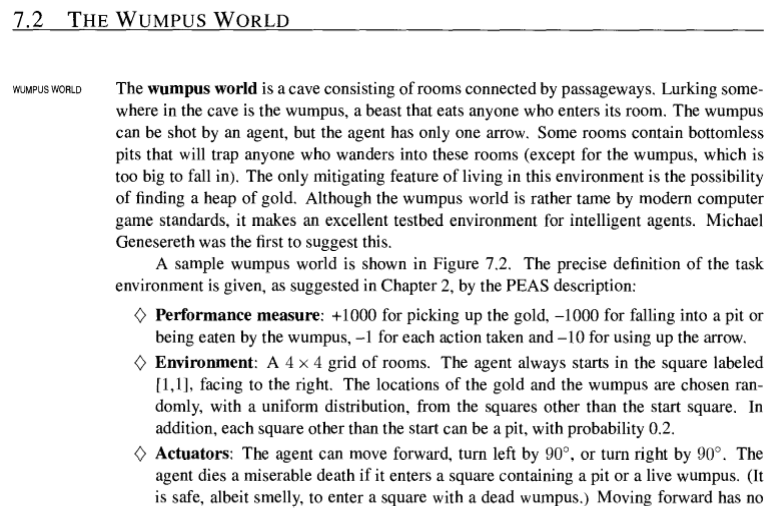 7.2 THE WUMPUS WORLD
WUMPUS WORLD
The wumpus world is a cave consisting of rooms connected by passageways. Lurking some-
where in the cave is the wumpus, a beast that eats anyone who enters its room. The wumpus
can be shot by an agent, but the agent has only one arrow. Some rooms contain bottomless
pits that will trap anyone who wanders into these rooms (except for the wumpus, which is
too big to fall in). The only mitigating feature of living in this environment is the possibility
of finding a heap of gold. Although the wumpus world is rather tame by modern computer
game standards, it makes an excellent testbed environment for intelligent agents. Michael
Genesereth was the first to suggest this.
A sample wumpus world is shown in Figure 7.2. The precise definition of the task
environment is given, as suggested in Chapter 2, by the PEAS description:
◇ Performance measure: +1000 for picking up the gold, –1000 for falling into a pit or
being eaten by the wumpus, –1 for each action taken and –10 for using up the arrow.
◇ Environment: A 4 × 4 grid of rooms. The agent always starts in the square labeled
[1,1], facing to the right. The locations of the gold and the wumpus are chosen ran-
domly, with a uniform distribution, from the squares other than the start square. In
addition, each square other than the start can be a pit, with probability 0.2.
◇ Actuators: The agent can move forward, turn left by 90°, or turn right by 90°. The
agent dies a miserable death if it enters a square containing a pit or a live wumpus. (It
is safe, albeit smelly, to enter a square with a dead wumpus.) Moving forward has no